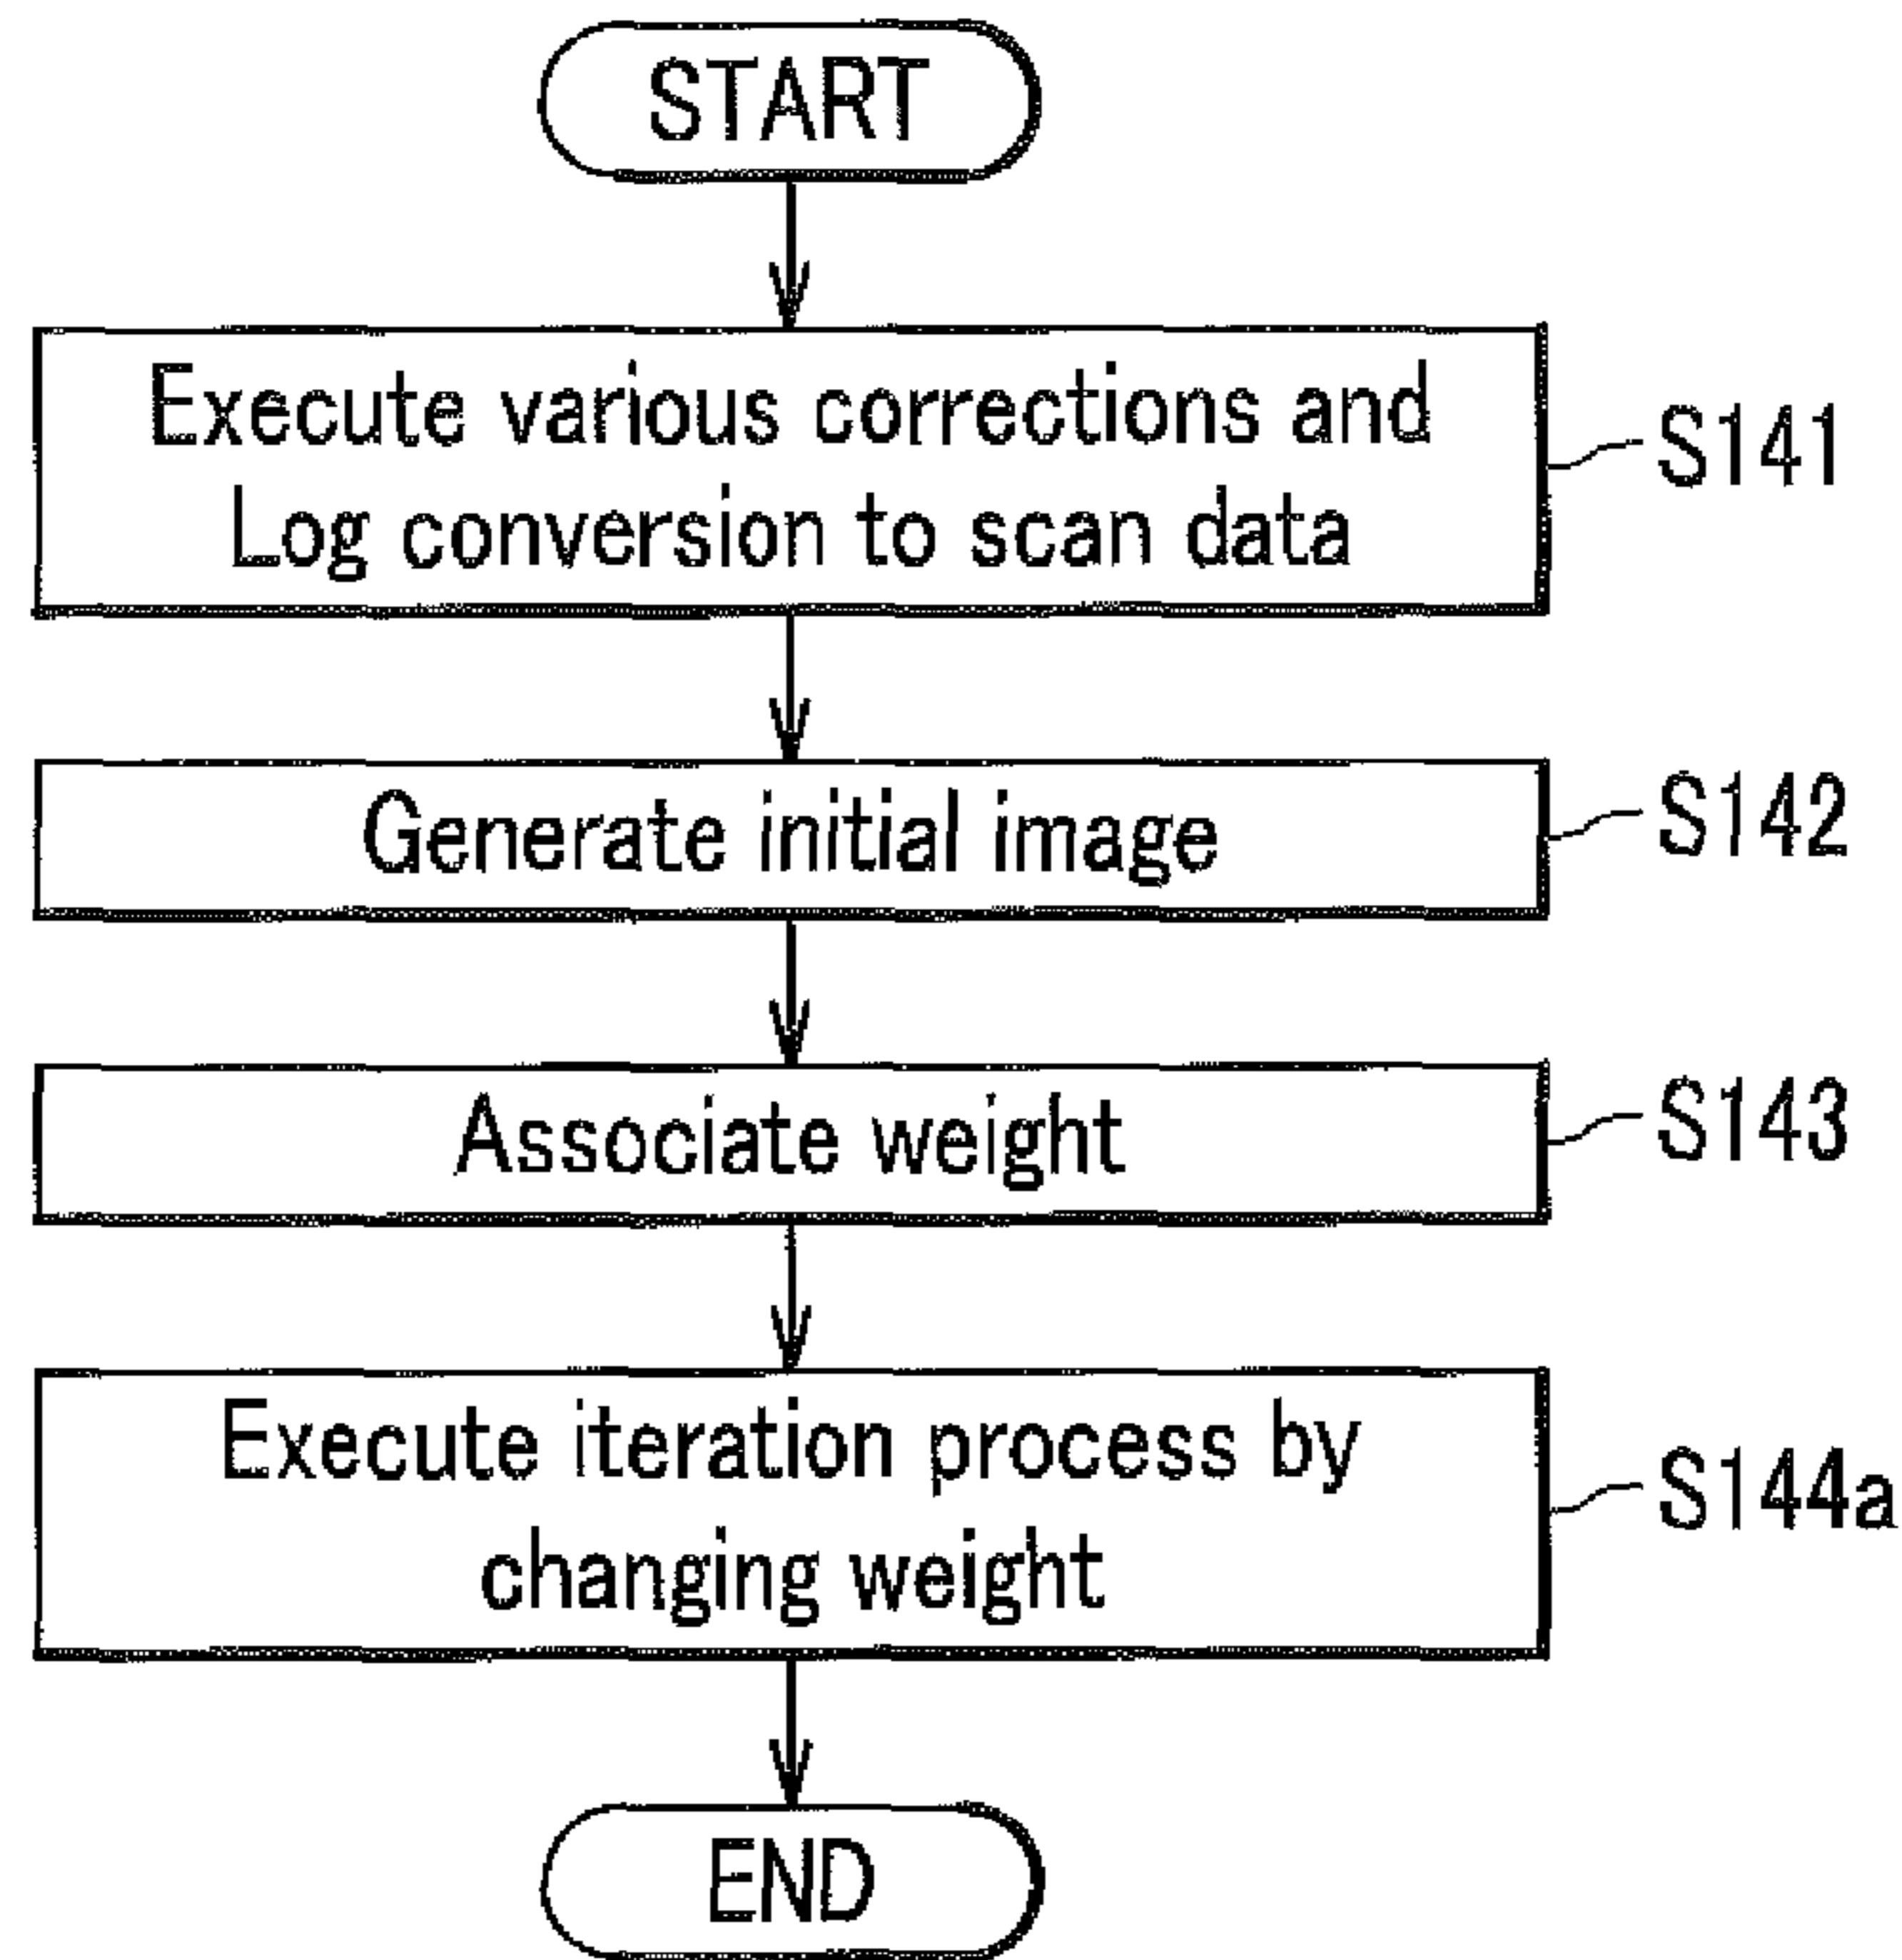 START
Execute various corrections and
Log conversion to scan data
S141
Generate initial image
S142
Associate weight
S143
Execute iteration process by
changing weight
S144a
END